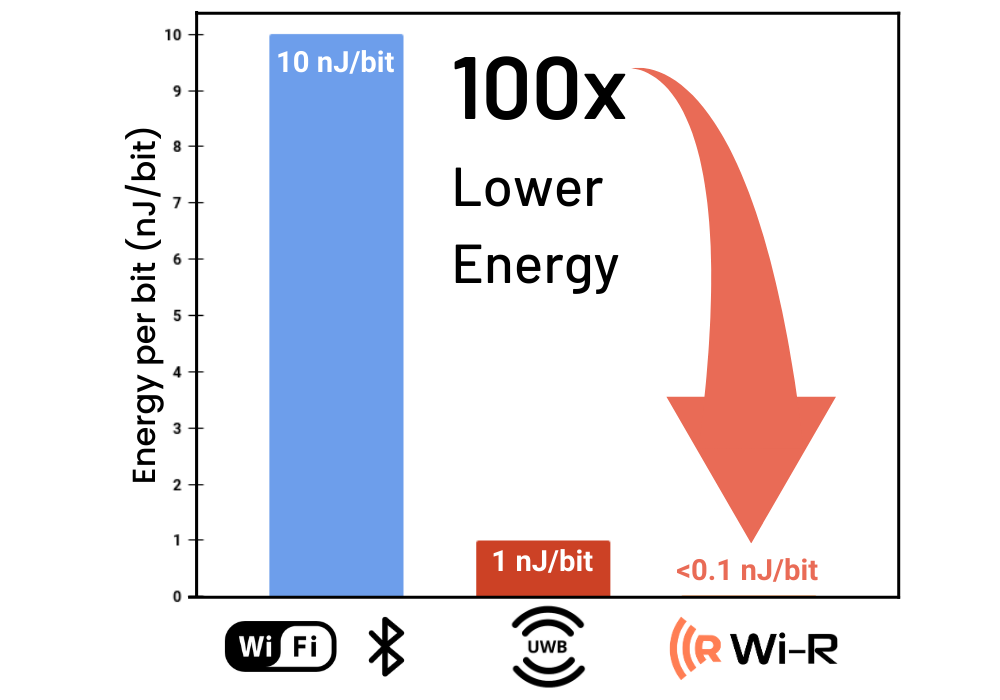 Energy per bit (nJ/bit)
10
9
8
7
6
5
4
3
2
1
0
10 nJ/bit
100x
Lower
Energy
1 nJ/bit
<0.1 nJ/bit
Wi Fi
UWB
R Wi-R